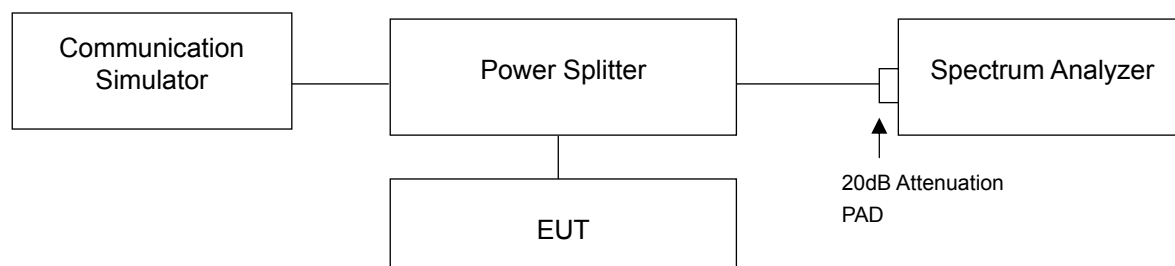 Communication
Simulator
Power Splitter
Spectrum Analyzer
20dB Attenuation
PAD
EUT